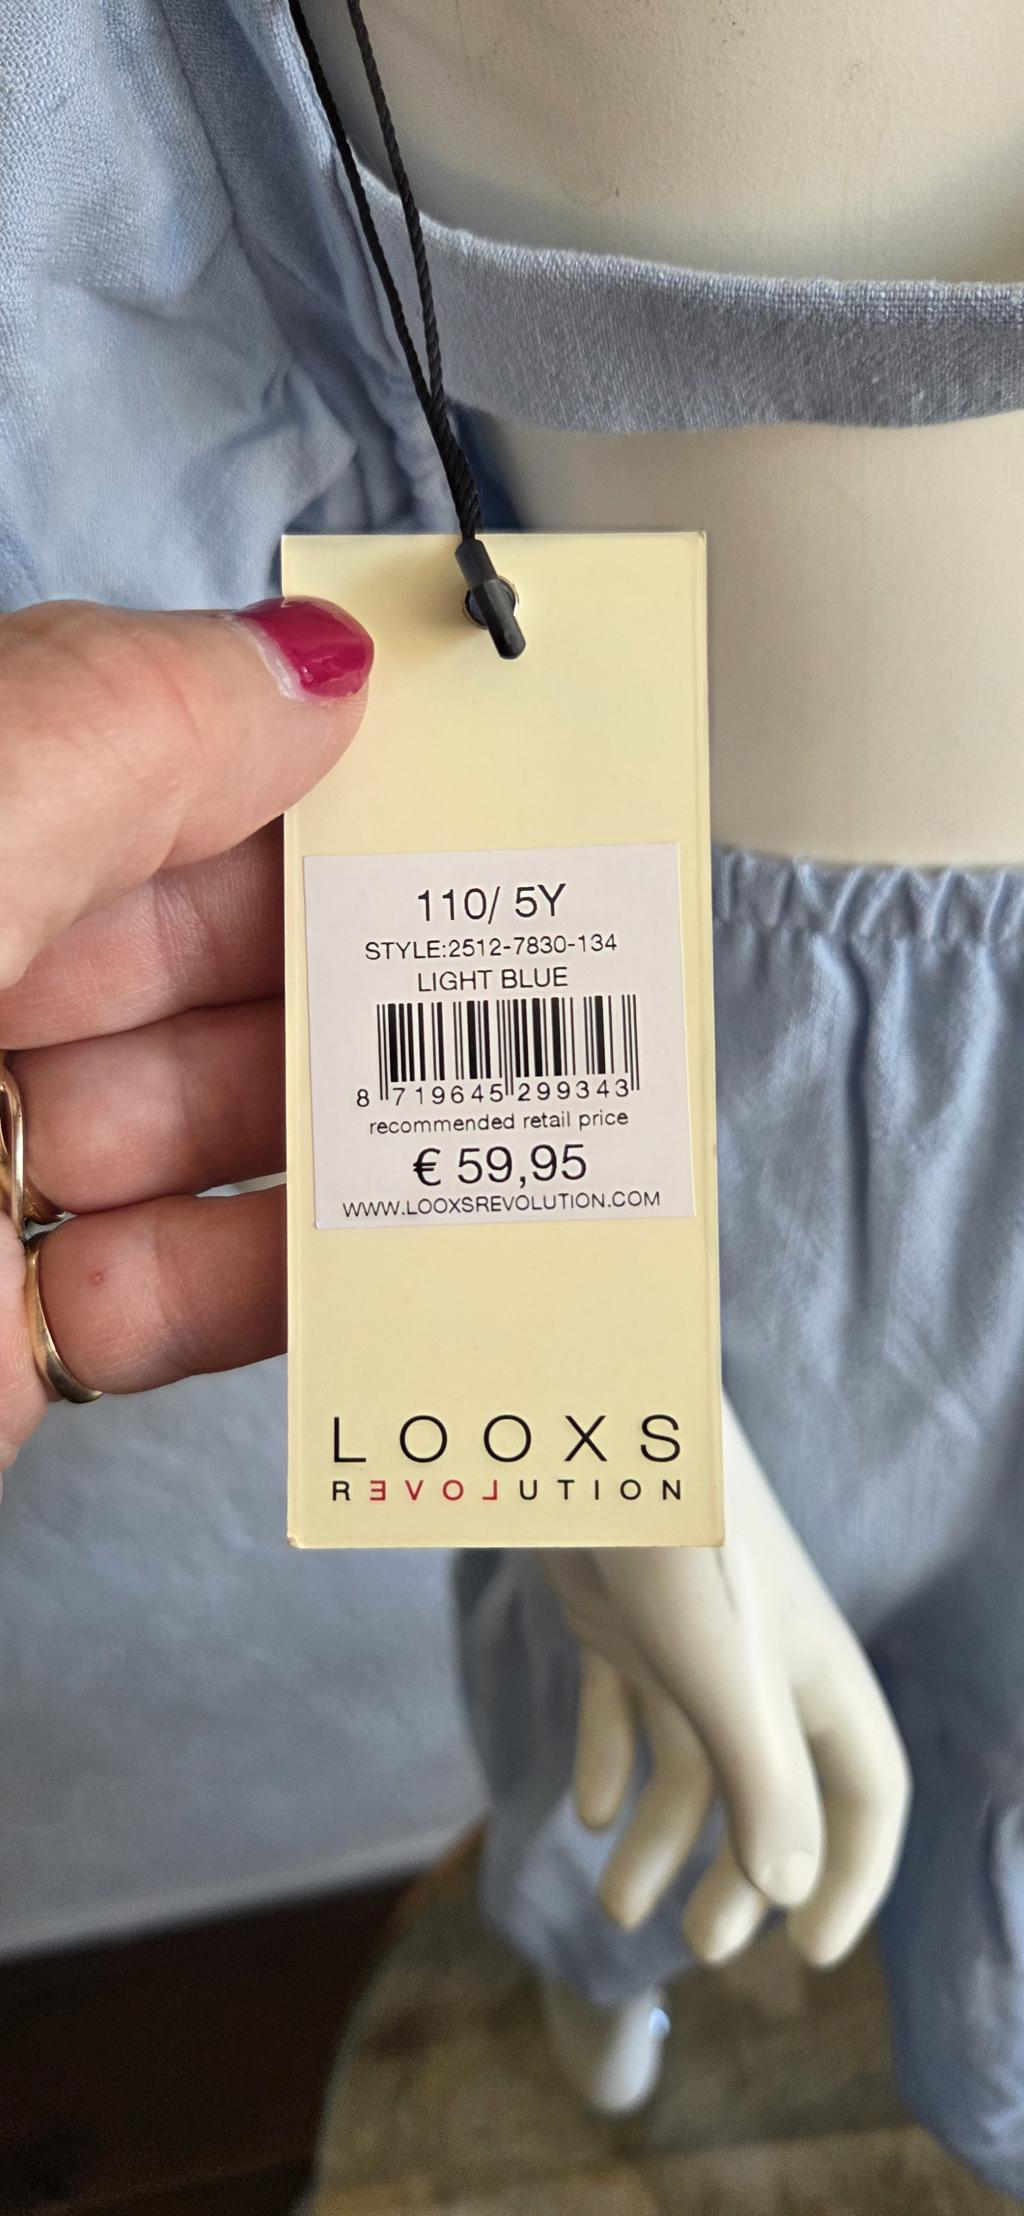 110/ 5Y
STYLE:2512-7830-134
LIGHT BLUE
8 719645 299343
recommended retail price
€ 59,95
WWW.LOOXSREVOLUTION.COM
LOOXS
REVOLUTION